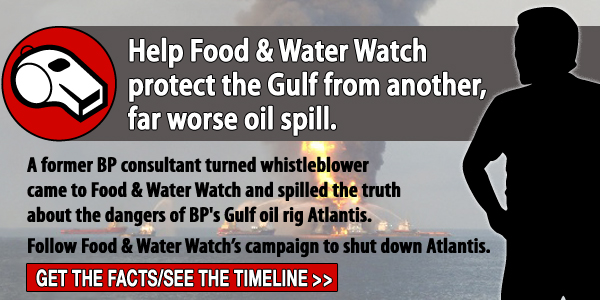 Help Food & Water Watch
protect the Gulf from another,
far worse oil spill.
A former BP consultant turned whistleblower
came to Food & Water Watch and spilled the truth
about the dangers of BP's Gulf oil rig Atlantis.
Follow Food & Water Watch’s campaign to shut down Atlantis.
GET THE FACTS/SEE THE TIMELINE >>